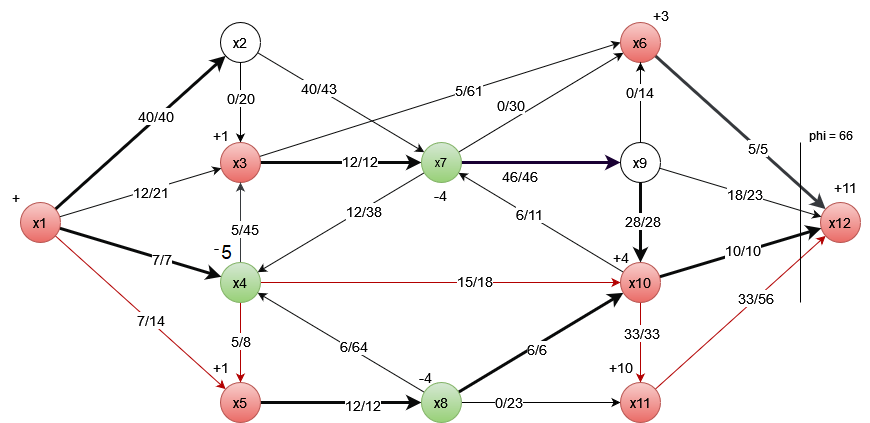 +3
x2
x6
40/43
5/61
0/20
0/30
0/14
40/40
phi = 66
+1
5/5
x3
12/12
x7
x9
46/46
+11
12/21
18/23
+
-4
12/38
6/11
x1
5/45
28/28
x12
-5
7/7
+4
10/10
x4
15/18
x10
33/56
7/14
5/8
6/64
6/6
33/33
+1
-4
+10
x5
12/12
x8
0/23
x11